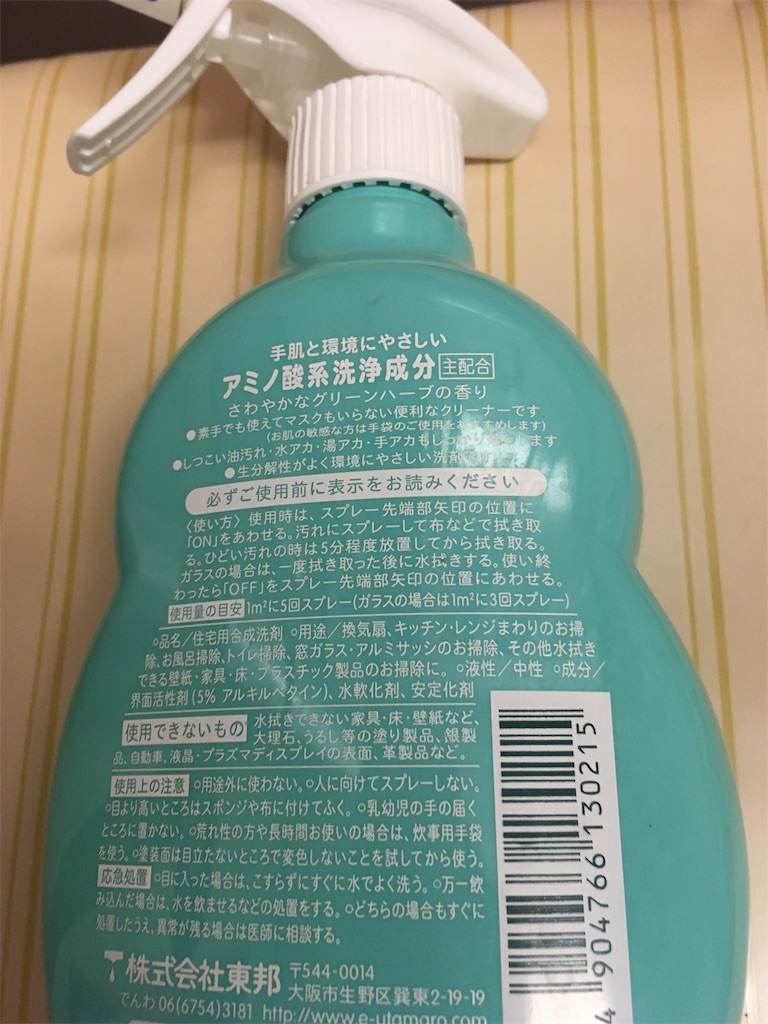 手肌と環境にやさしい
アミノ酸系洗浄成分 主配合
さわやかなグリーンハーブの香り
●素手でも使えてマスクもいらない便利なクリーナーです
(お肌の敏感な方は手袋のご使用をおすすめします)
●しつこい油汚れ・水アカ・湯アカ・手アカもしっかり落とします
●生分解性がよく環境にやさしい洗剤です
必ずご使用前に表示をお読みください
〈使い方〉使用時は、スプレー先端部矢印の位置に
「ON」をあわせる。汚れにスプレーして布などで拭き取
る。ひどい汚れの時は5分程度放置してから拭き取る。
ガラスの場合は、一度拭き取った後に水拭きする。使い終
わったら「OFF」をスプレー先端部矢印の位置にあわせる。
使用量の目安 1m²に5回スプレー(ガラスの場合は1m²に3回スプレー)
○品名／住宅用合成洗剤 ○用途／換気扇、キッチン・レンジまわりのお掃
除、お風呂掃除、トイレ掃除、窓ガラス・アルミサッシのお掃除、その他水拭き
できる壁紙・家具・床・プラスチック製品のお掃除に。 ○液性／中性 ○成分／
界面活性剤(5% アルキルベタイン)、水軟化剤、安定化剤
使用できないもの 水拭きできない家具・床・壁紙など、
大理石、うるし等の塗り製品、銀製
品、自動車、液晶・プラズマディスプレイの表面、革製品など。
使用上の注意 ○用途外に使わない。○人に向けてスプレーしない。
○目より高いところはスポンジや布に付けてふく。○乳幼児の手の届く
ところに置かない。○荒れ性の方や長時間お使いの場合は、炊事用手袋
を使う。○塗装面は目立たないところで変色しないことを試してから使う。
応急処置 ○目に入った場合は、こすらずにすぐに水でよく洗う。○万一飲
み込んだ場合は、水を飲ませるなどの処置をする。○どちらの場合もすぐに
処置したうえ、異常が残る場合は医師に相談する。
株式会社東邦 〒544-0014
大阪市生野区巽東2-19-19
でんわ 06(6754)3181 http://www.e-utamaro.com
4 904766 130215